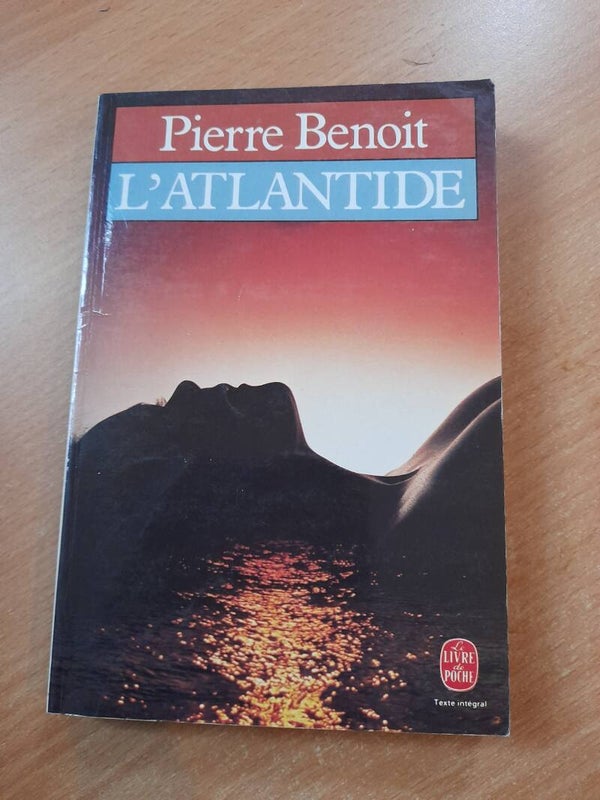 Pierre Benoit
L'ATLANTIDE
Le
LIVRE
de
POCHE
Texte intégral